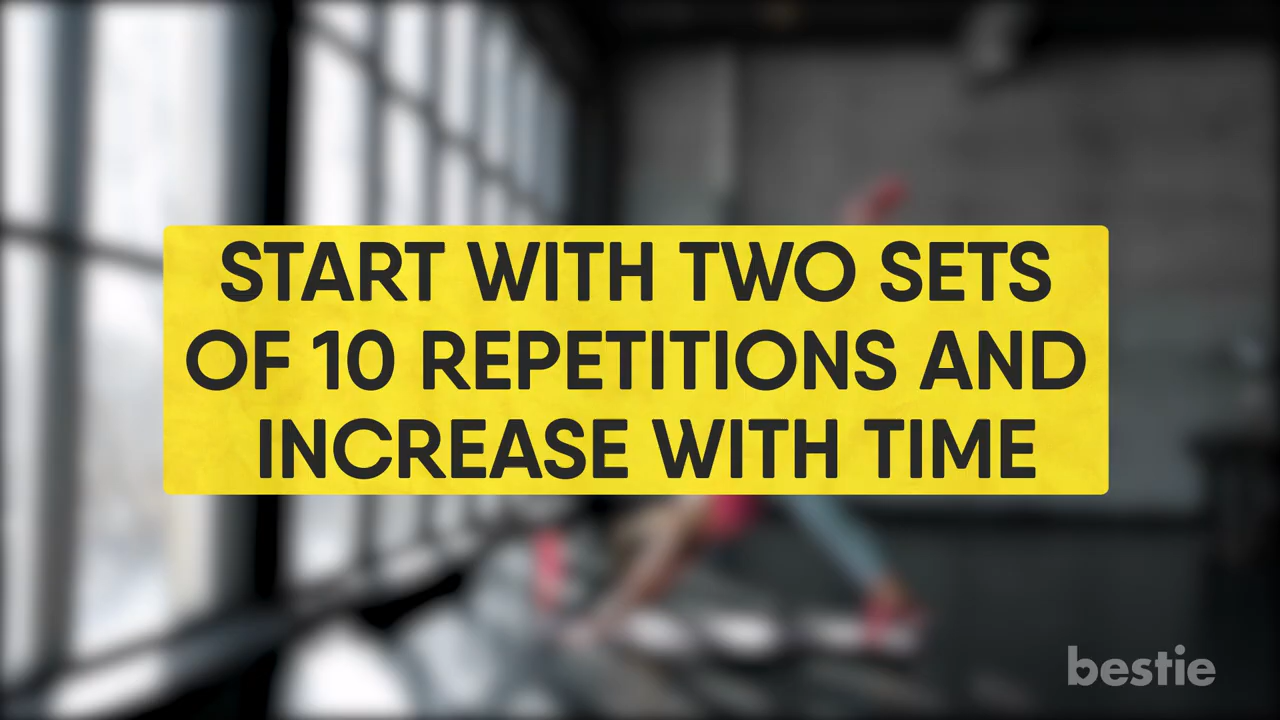 START WITH TWO SETS
OF 10 REPETITIONS AND
INCREASE WITH TIME
bestie